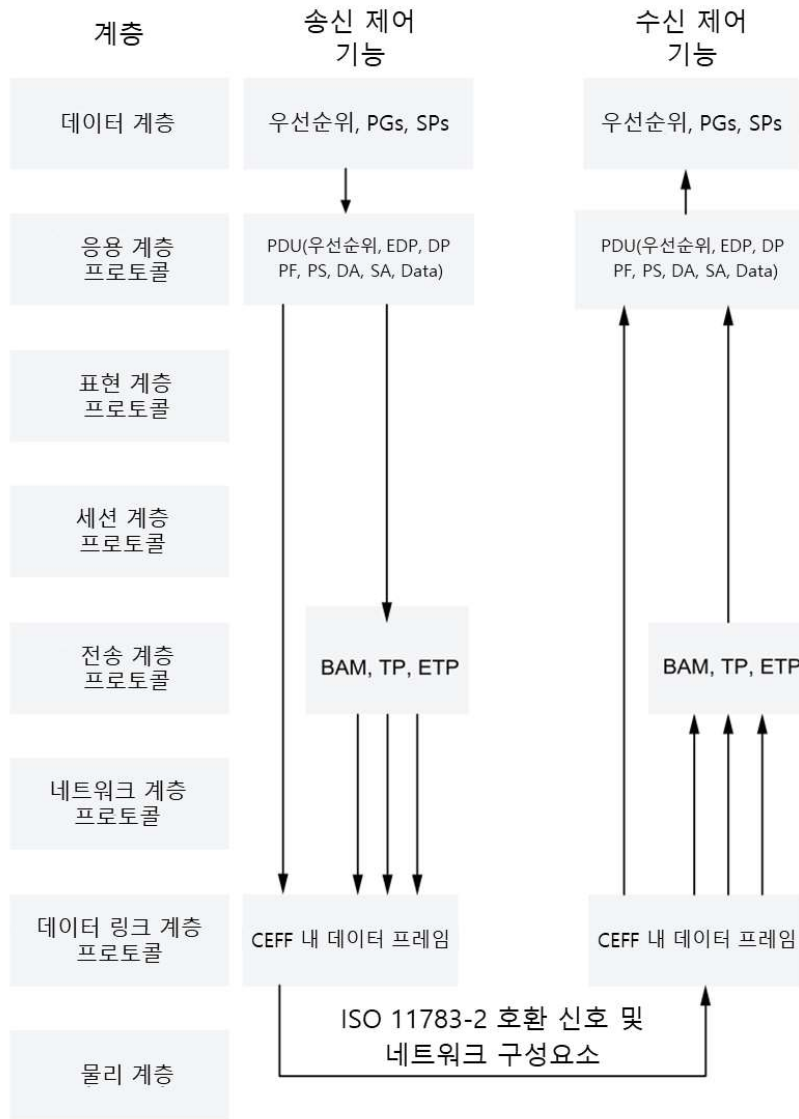 계층
송신 제어
기능
수신 제어
기능
데이터 계층
우선순위, PGs, SPs
우선순위, PGs, SPs
응용 계층
프로토콜
PDU(우선순위, EDP, DP
PF, PS, DA, SA, Data)
PDU(우선순위, EDP, DP
PF, PS, DA, SA, Data)
표현 계층
프로토콜
세션 계층
프로토콜
전송 계층
프로토콜
BAM, TP, ETP
BAM, TP, ETP
네트워크 계층
프로토콜
데이터 링크 계층
프로토콜
CEFF 내 데이터 프레임
CEFF 내 데이터 프레임
ISO 11783-2 호환 신호 및
네트워크 구성요소
물리 계층